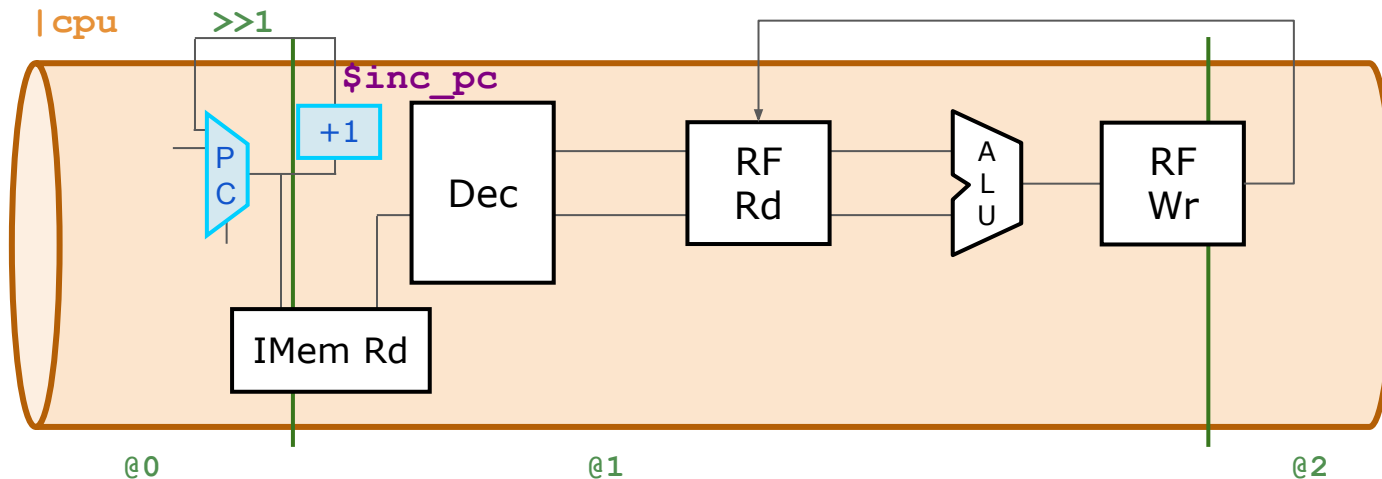 |cpu
>>1
$inc_pc
+1
P
C
Dec
RF
Rd
A
L
U
RF
Wr
IMem Rd
@0
@1
@2